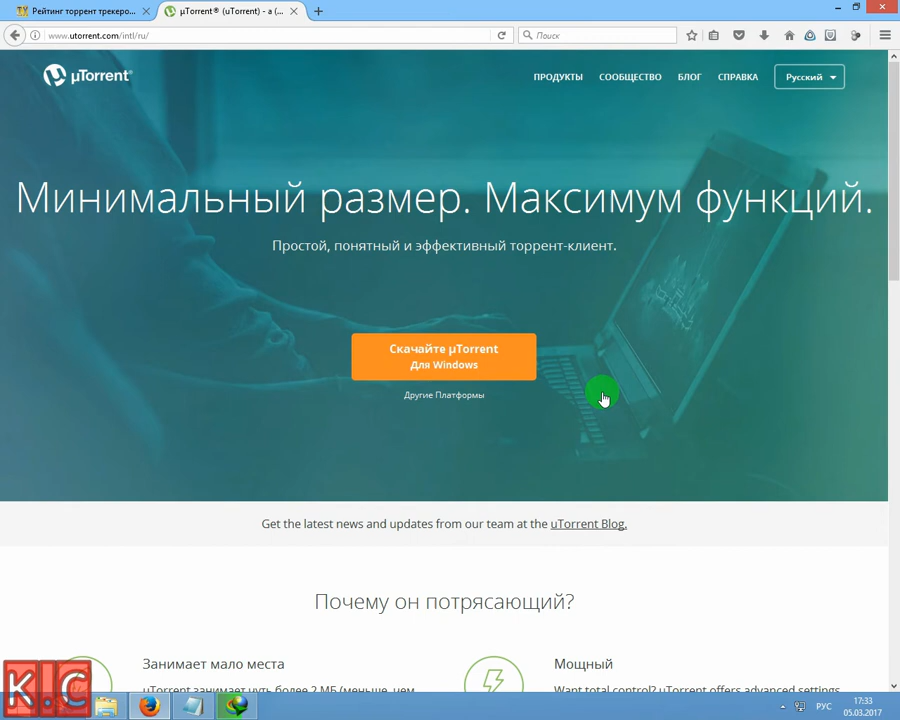 Рейтинг торрент трекеро...
µTorrent® (uTorrent) - a (...
www.utorrent.com/intl/ru/
Поиск
µTorrent®
ПРОДУКТЫ
СООБЩЕСТВО
БЛОГ
СПРАВКА
Русский
Минимальный размер. Максимум функций.
Простой, понятный и эффективный торрент-клиент.
Скачайте µTorrent
Для Windows
Другие Платформы
Get the latest news and updates from our team at the uTorrent Blog.
Почему он потрясающий?
Занимает мало места
Мощный
µTorrent занимает чуть более 2 МБ (меньше, чем
Want total control? uTorrent offers advanced settings
K.I.C
РУС
17:33
05.03.2017